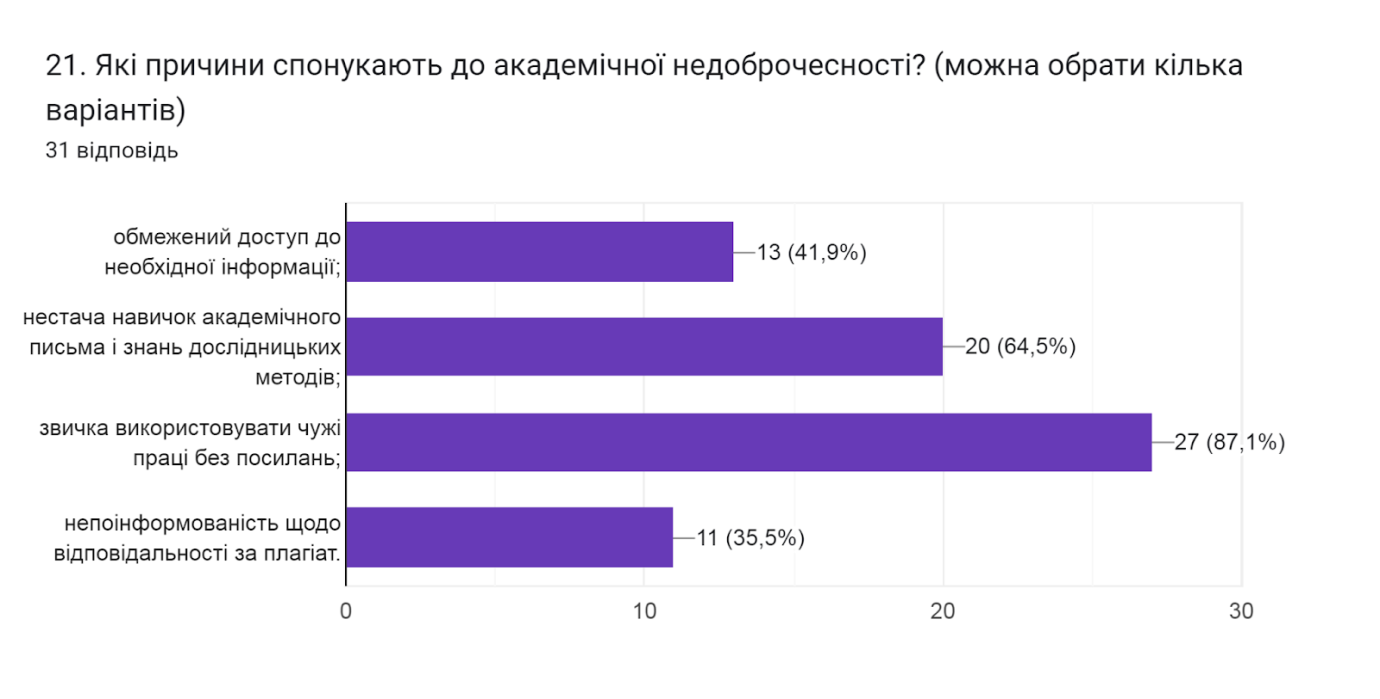 21. Які причини спонукають до академічної недоброчесності? (можна обрати кілька
варіантів)
31 відповідь
обмежений доступ до
необхідної інформації;
13 (41,9%)
нестача навичок академічного
письма і знань дослідницьких
методів;
20 (64,5%)
звичка використовувати чужі
праці без посилань;
27 (87,1%)
непоінформованість щодо
відповідальності за плагіат.
11 (35,5%)
0 10 20 30